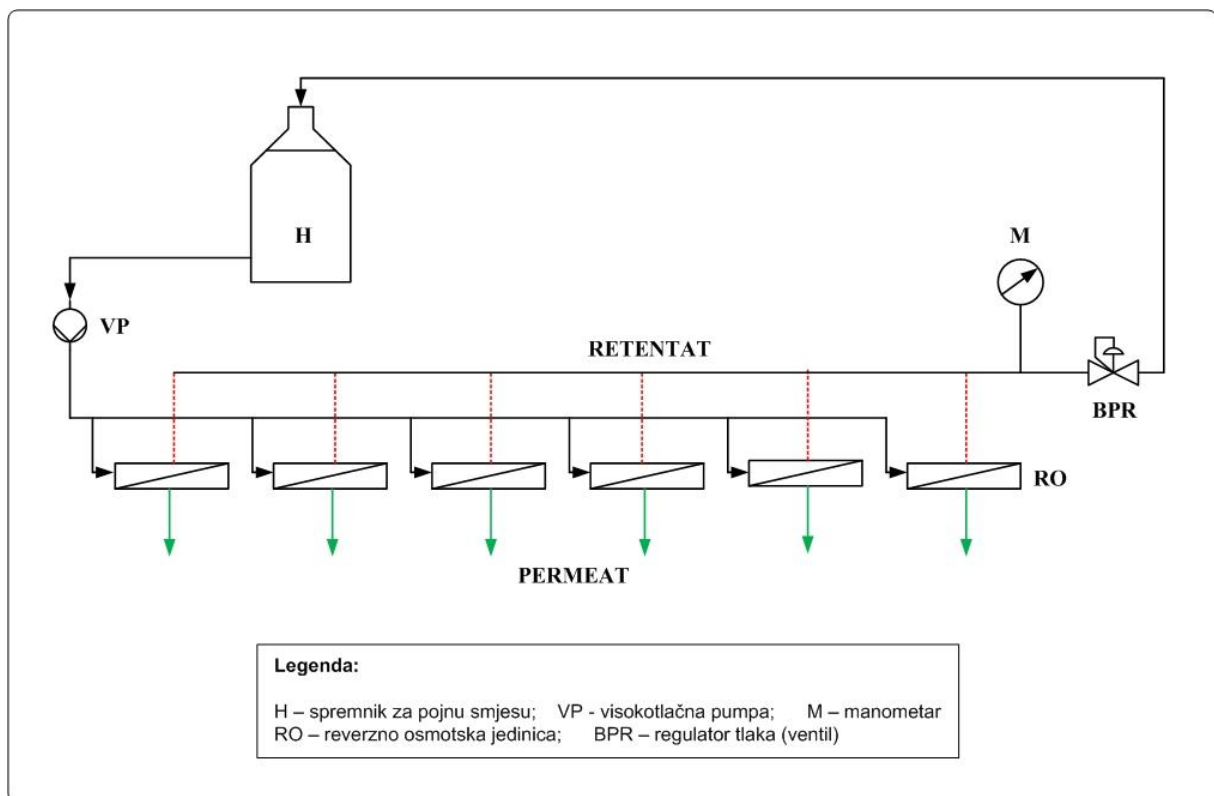 H
M
VP
RETENTAT
BPR
RO
PERMEAT
Legenda:
H – spremnik za pojnu smjesu; VP - visokotlačna pumpa; M – manometar
RO – reverzno osmotska jedinica; BPR – regulator tlaka (ventil)